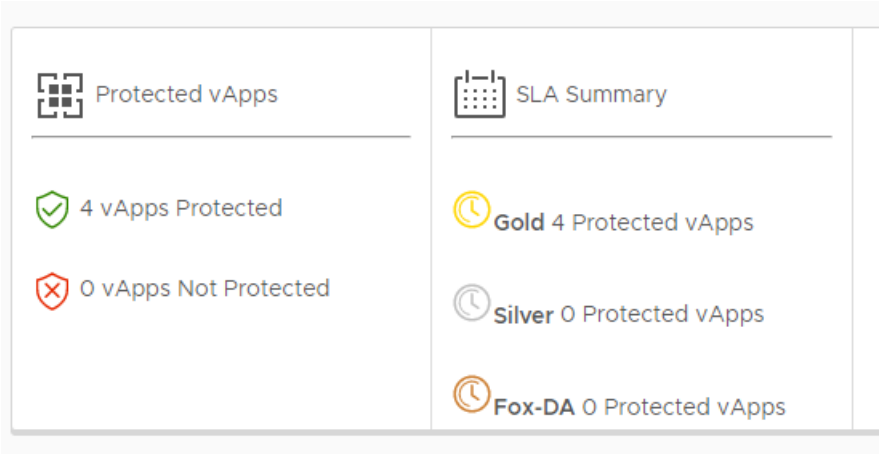 Protected vApps
4 vApps Protected
0 vApps Not Protected
SLA Summary
Gold 4 Protected vApps
Silver 0 Protected vApps
Fox-DA 0 Protected vApps